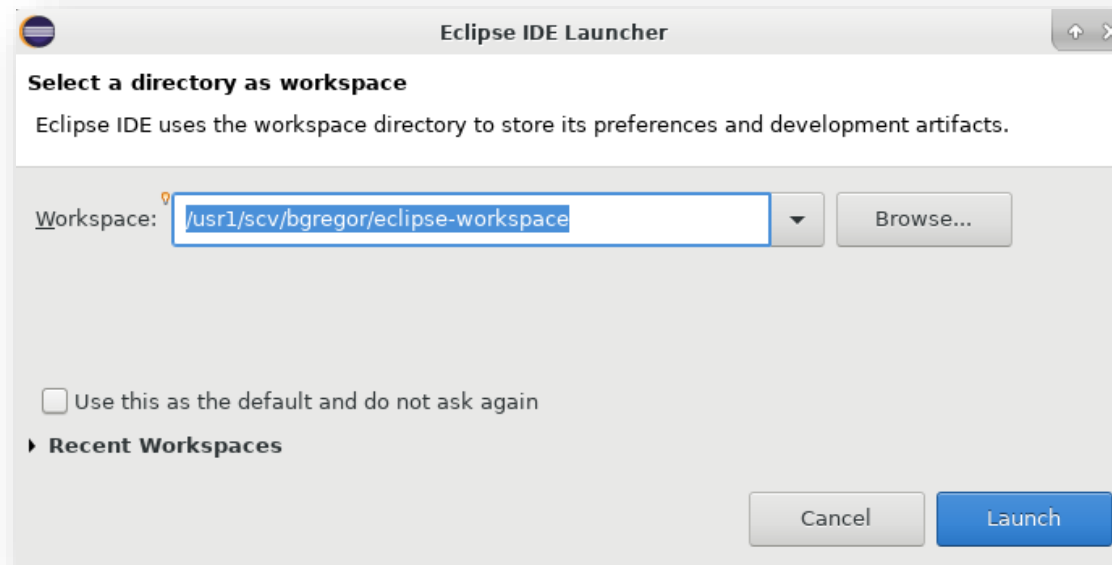 Eclipse IDE Launcher
Select a directory as workspace
Eclipse IDE uses the workspace directory to store its preferences and development artifacts.
Workspace: /usr1/scv/bgregor/eclipse-workspace Browse...
Use this as the default and do not ask again
Recent Workspaces
Cancel Launch